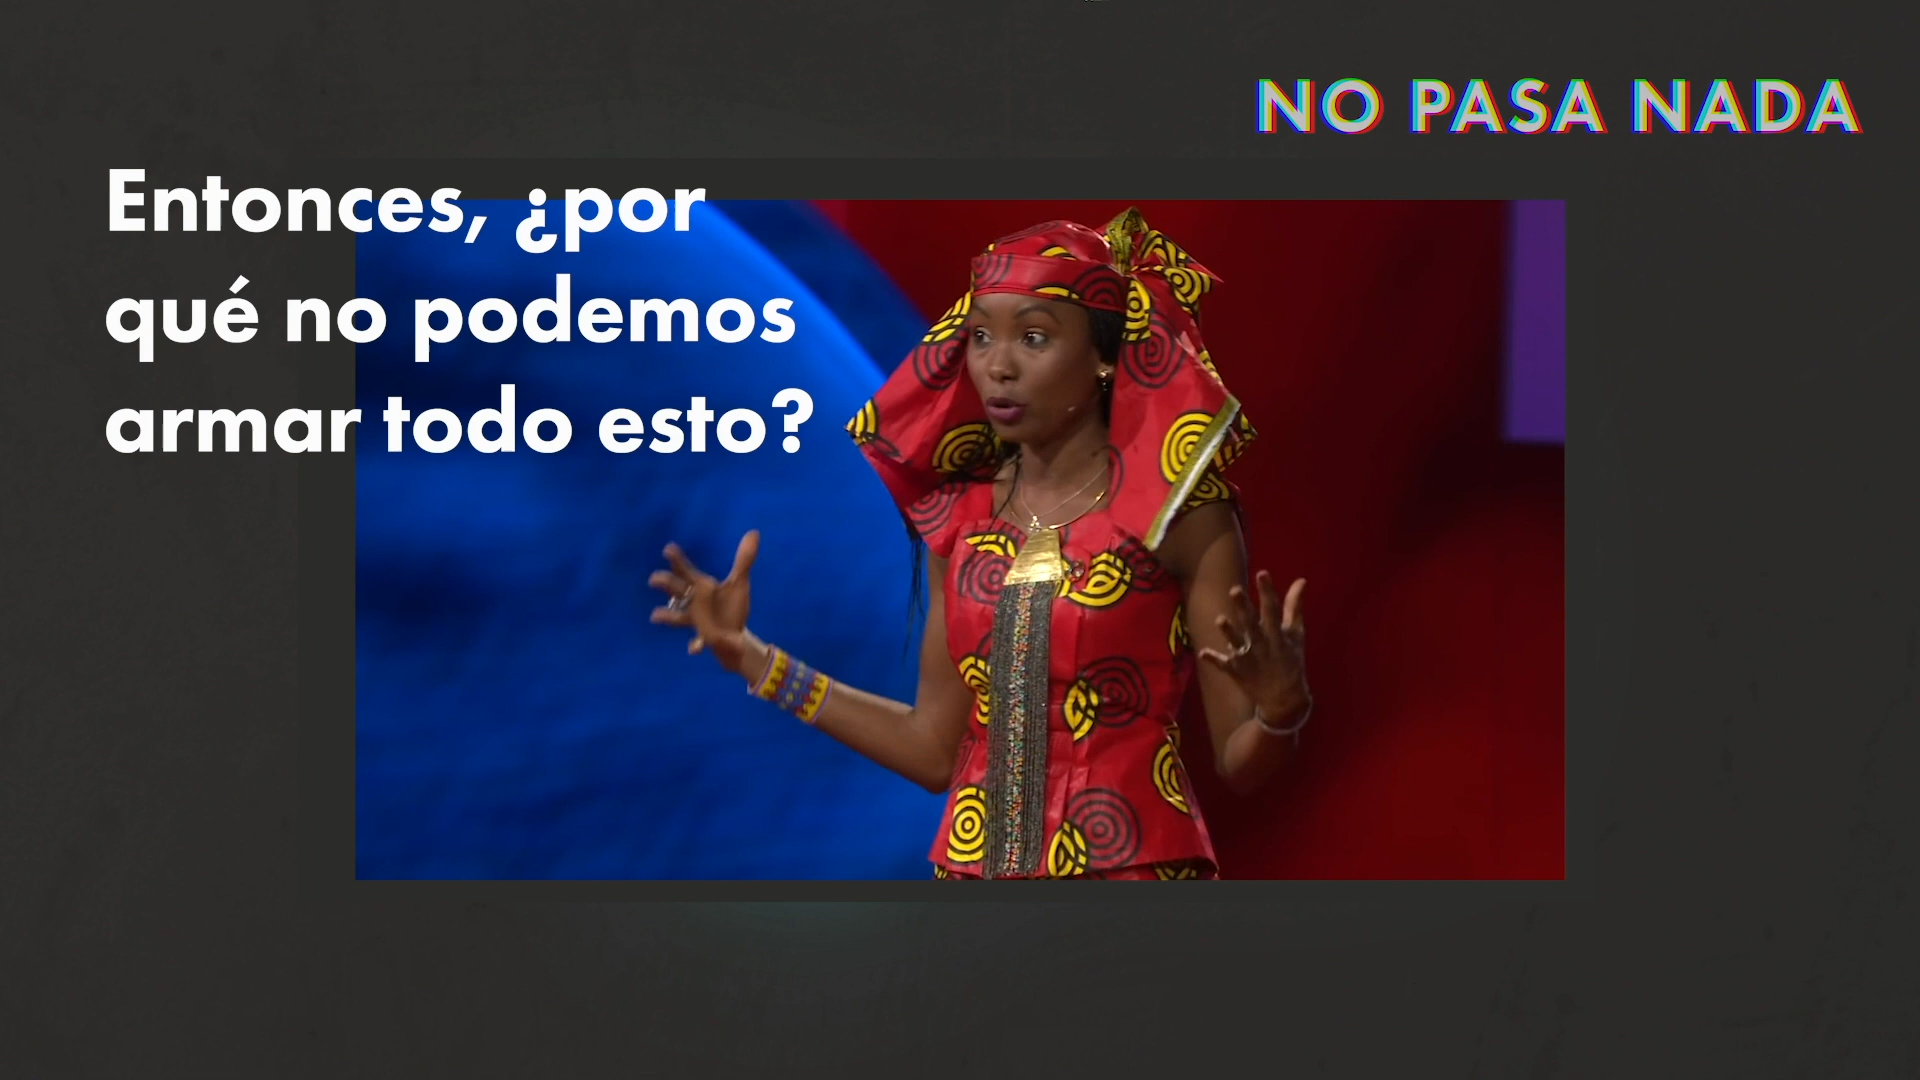 NO PASA NADA
Entonces, ¿por
qué no podemos
armar todo esto?